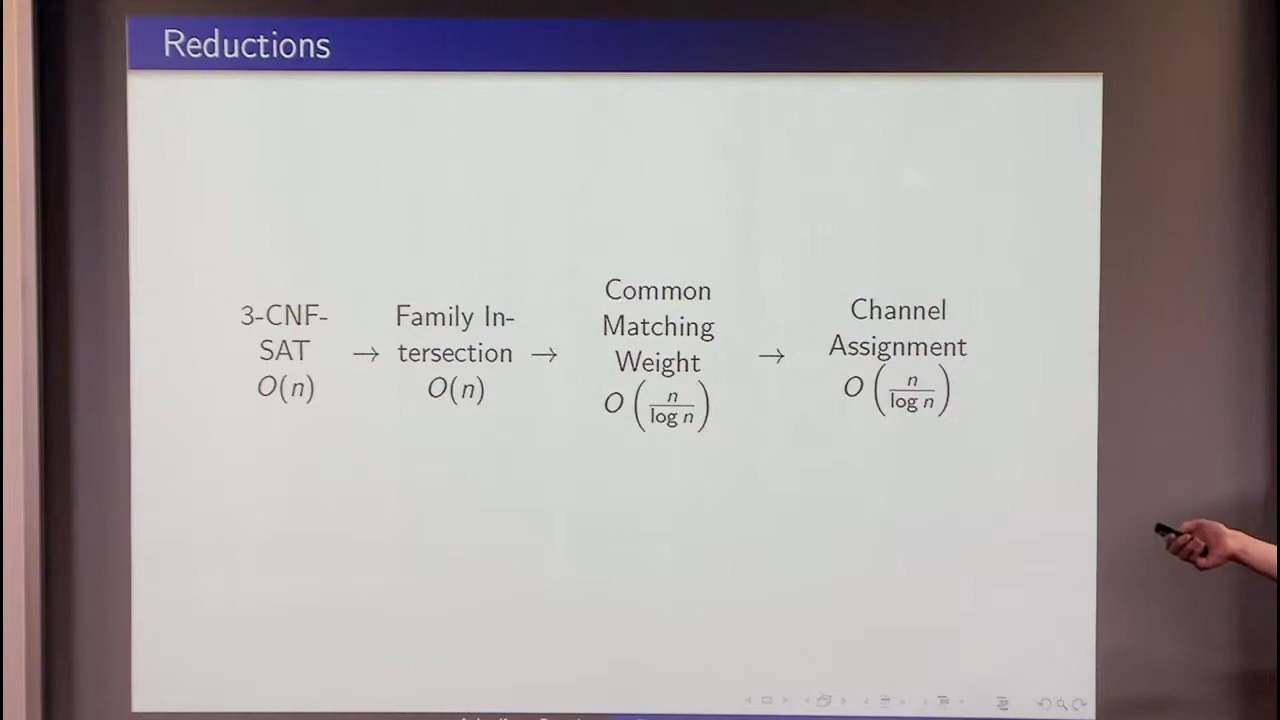 Reductions
3-CNF-
SAT
O(n)
→
Family In-
tersection
O(n)
→
Common
Matching
Weight
O(n/log n)
→
Channel
Assignment
O(n/log n)